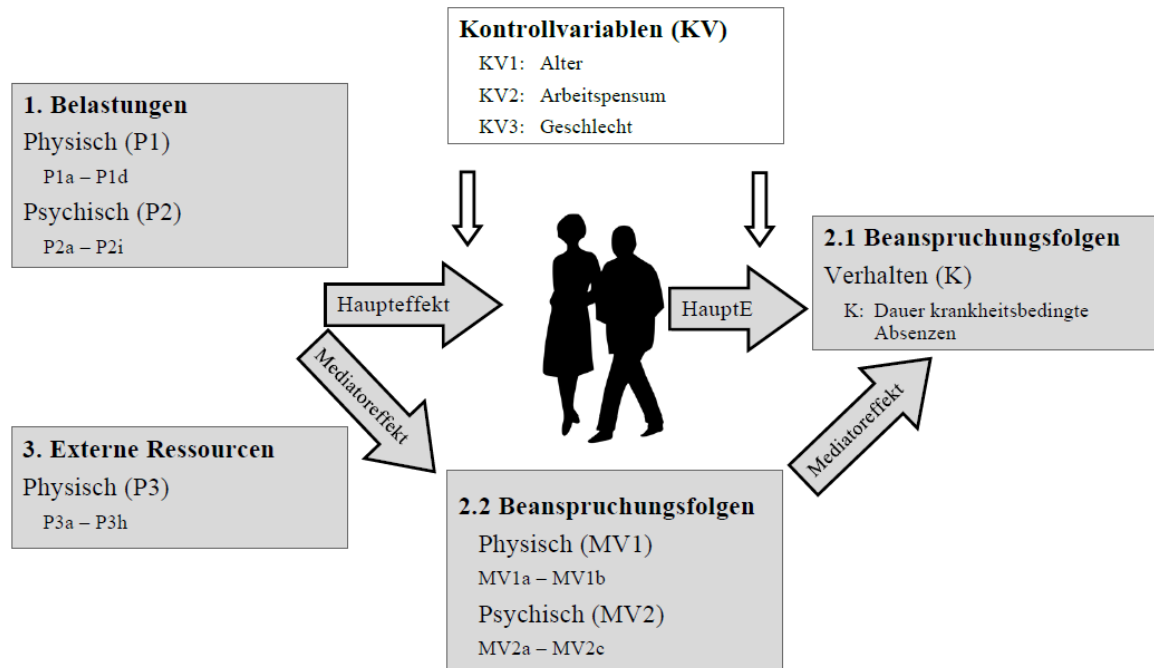 Kontrollvariablen (KV)
KV1: Alter
KV2: Arbeitspensum
KV3: Geschlecht
1. Belastungen
Physisch (P1)
P1a – P1d
Psychisch (P2)
P2a – P2i
Haupteffekt
HauptE
2.1 Beanspruchungsfolgen
Verhalten (K)
K: Dauer krankheitsbedingte
Absenzen
Mediatoreffekt
Mediatoreffekt
3. Externe Ressourcen
Physisch (P3)
P3a – P3h
2.2 Beanspruchungsfolgen
Physisch (MV1)
MV1a – MV1b
Psychisch (MV2)
MV2a – MV2c